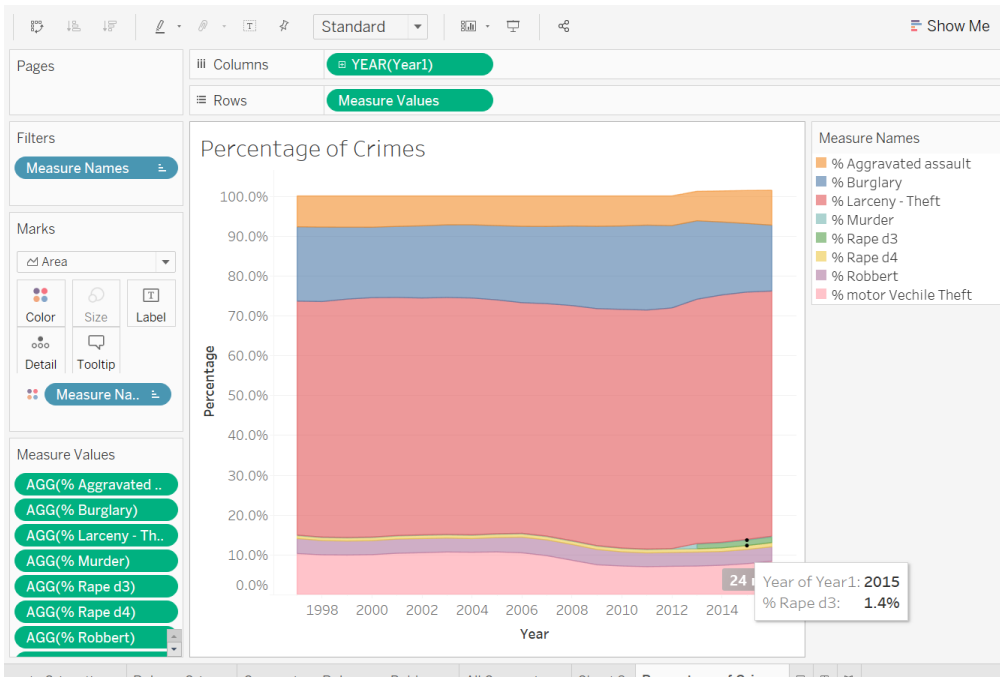 Standard
Show Me
Pages
Columns
YEAR(Year1)
Rows
Measure Values
Filters
Measure Names
Marks
Area
Color
Size
Label
Detail
Tooltip
Measure Na..
Measure Values
AGG(% Aggravated ..
AGG(% Burglary)
AGG(% Larceny - Th..
AGG(% Murder)
AGG(% Rape d3)
AGG(% Rape d4)
AGG(% Robbert)
Percentage of Crimes
100.0%
90.0%
80.0%
70.0%
60.0%
50.0%
40.0%
30.0%
20.0%
10.0%
0.0%
Percentage
1998 2000 2002 2004 2006 2008 2010 2012 2014
Year
24
Year of Year1: 2015
% Rape d3: 1.4%
Measure Names
% Aggravated assault
% Burglary
% Larceny - Theft
% Murder
% Rape d3
% Rape d4
% Robbert
% motor Vechile Theft